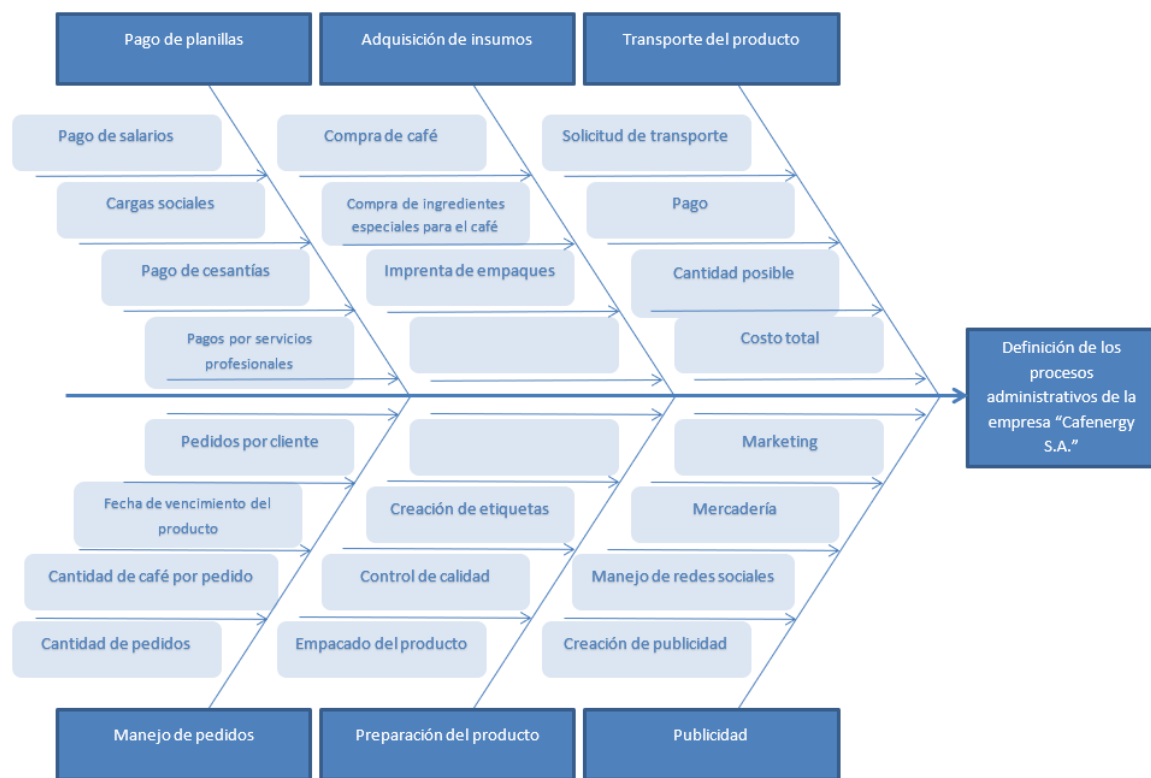 Pago de planillas
Adquisición de insumos
Transporte del producto
Pago de salarios
Compra de café
Solicitud de transporte
Cargas sociales
Compra de ingredientes
especiales para el café
Pago
Pago de cesantías
Imprenta de empaques
Cantidad posible
Pagos por servicios
profesionales
Costo total
Definición de los
procesos
administrativos de la
empresa “Cafenergy
S.A.”
Pedidos por cliente
Marketing
Fecha de vencimiento del
producto
Creación de etiquetas
Mercadería
Cantidad de café por pedido
Control de calidad
Manejo de redes sociales
Cantidad de pedidos
Empacado del producto
Creación de publicidad
Manejo de pedidos
Preparación del producto
Publicidad